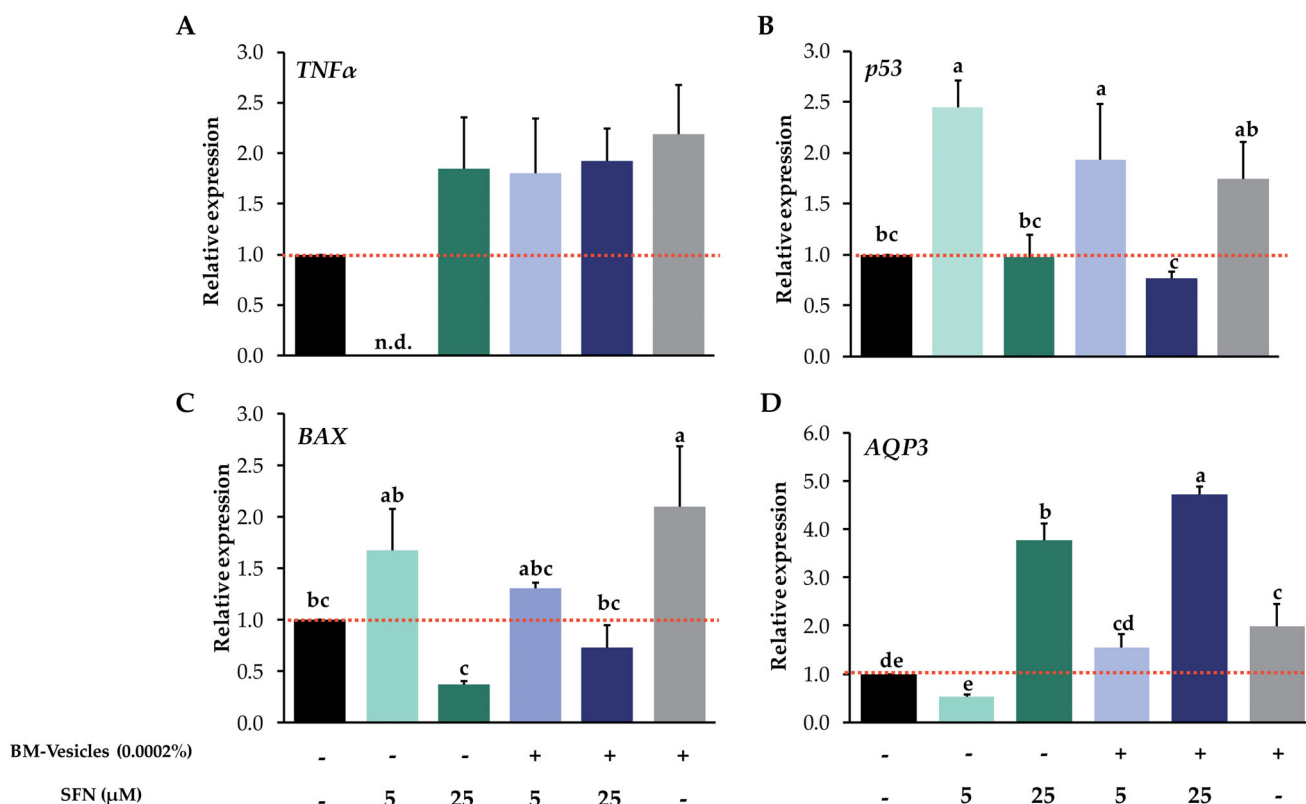 A
TNFα
Relative expression
3.0
2.5
2.0
1.5
1.0
0.5
0.0
n.d.
B
p53
Relative expression
3.0
2.5
2.0
1.5
1.0
0.5
0.0
bc
a
bc
a
c
ab
C
BAX
Relative expression
3.0
2.5
2.0
1.5
1.0
0.5
0.0
bc
ab
c
abc
bc
a
D
AQP3
Relative expression
6.0
5.0
4.0
3.0
2.0
1.0
0.0
de
e
b
cd
a
c
BM-Vesicles (0.0002%) - - - + + + - - - + + +
SFN (μM) - 5 25 5 25 - - 5 25 5 25 -